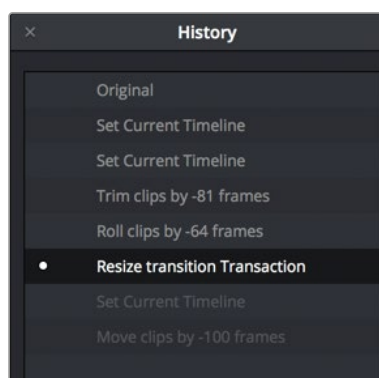 History
Original
Set Current Timeline
Set Current Timeline
Trim clips by -81 frames
Roll clips by -64 frames
Resize transition Transaction
Set Current Timeline
Move clips by -100 frames